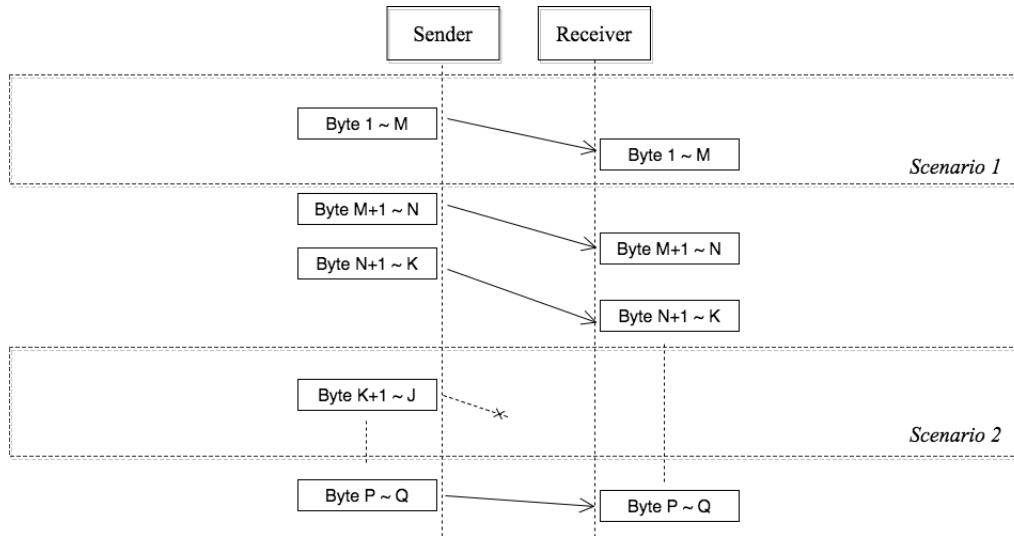 Sender
Receiver
Byte 1 ~ M
Byte 1 ~ M
Scenario 1
Byte M+1 ~ N
Byte M+1 ~ N
Byte N+1 ~ K
Byte N+1 ~ K
Byte K+1 ~ J
Scenario 2
Byte P ~ Q
Byte P ~ Q